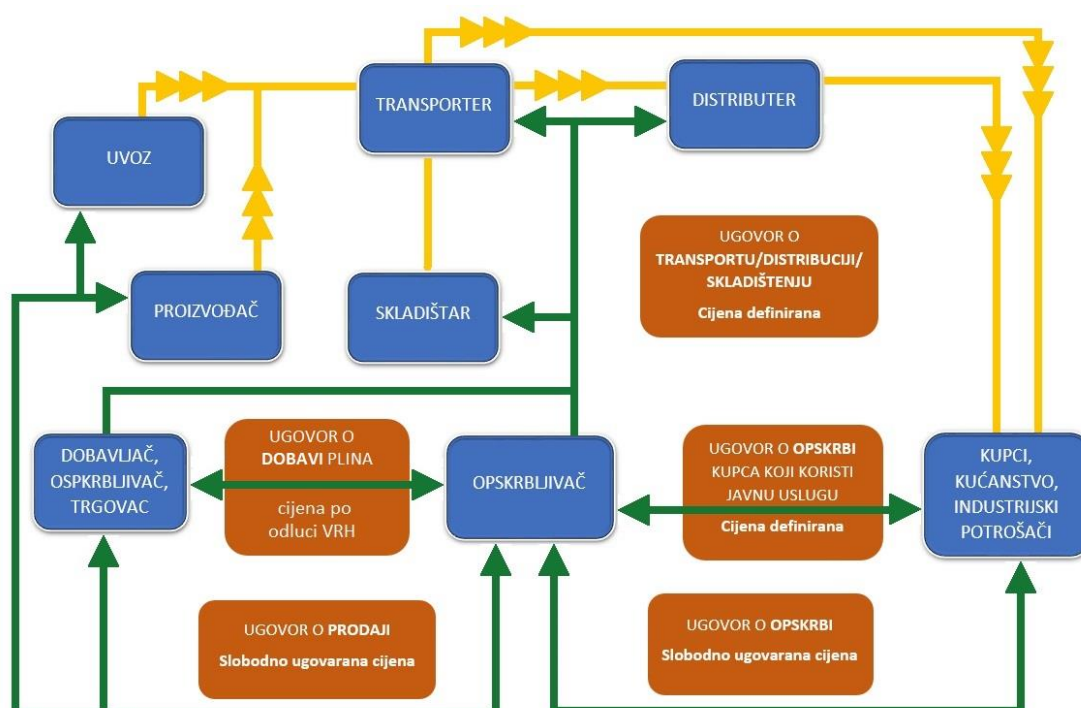 TRANSPORTER
DISTRIBUTER
UVOZ
UGOVOR O
TRANSPORTU/DISTRIBUCIJI/
SKLADIŠTENJU
Cijena definirana
PROIZVOĐAČ
SKLADIŠTAR
DOBAVLJAČ,
OSPKRBLJIVAČ,
TRGOVAC
UGOVOR O
DOBAVI PLINA
cijena po
odluci VRH
OPSKRBLJIVAČ
UGOVOR O OPSKRBI
KUPCA KOJI KORISTI
JAVNU USLUGU
Cijena definirana
KUPCI,
KUĆANSTVO,
INDUSTRIJSKI
POTROŠAČI
UGOVOR O PRODAJI
Slobodno ugovarana cijena
UGOVOR O OPSKRBI
Slobodno ugovarana cijena